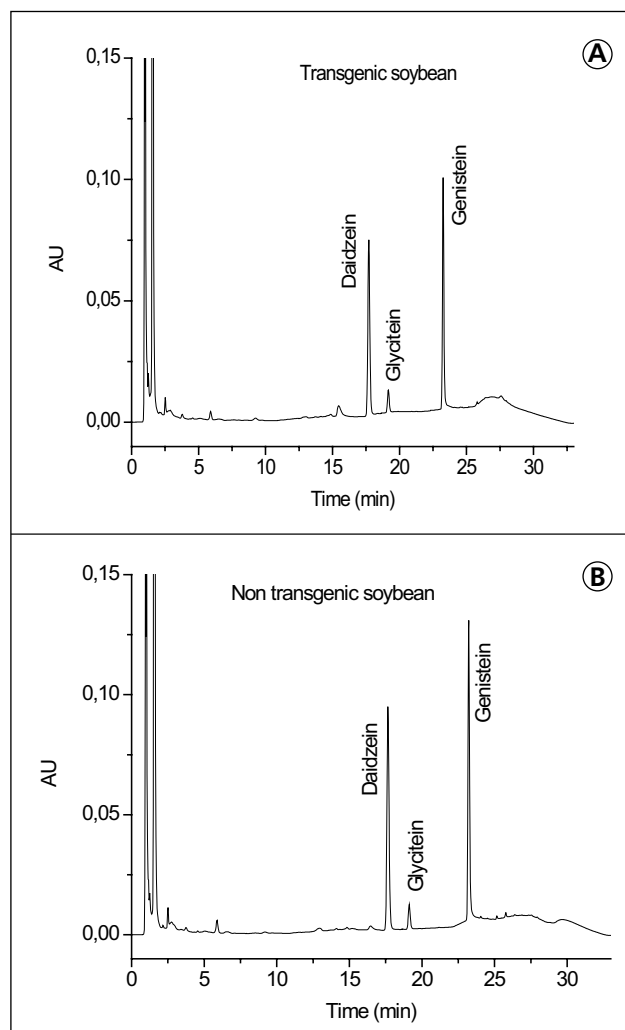 A
Transgenic soybean
0,15
0,10
0,05
0,00
AU
Daidzein
Glycitein
Genistein
0 5 10 15 20 25 30
Time (min)
B
Non transgenic soybean
0,15
0,10
0,05
0,00
AU
Daidzein
Glycitein
Genistein
0 5 10 15 20 25 30
Time (min)